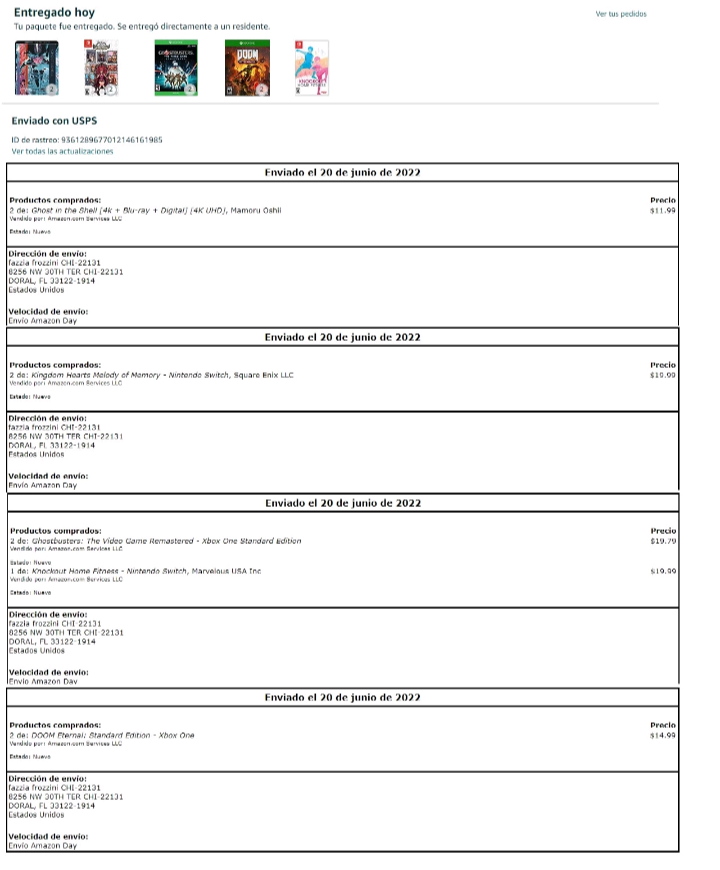 Entregado hoy
Ver tus pedidos
Tu paquete fue entregado. Se entregó directamente a un residente.
DOOM
2 2 2 2
Enviado con USPS
ID de rastreo: 9361289677012146161985
Ver todas las actualizaciones
Enviado el 20 de junio de 2022
Productos comprados: Precio
2 de: Ghost in the Shell [4k + Blu-ray + Digital] [4K UHD], Mamoru Oshii $11.99
Vendido por: Amazon.com Services LLC
Estado: Nuevo
Dirección de envío:
fazzia frozzini CHI-22131
8256 NW 30TH TER CHI-22131
DORAL, FL 33122-1914
Estados Unidos
Velocidad de envío:
Envío Amazon Day
Enviado el 20 de junio de 2022
Productos comprados: Precio
2 de: Kingdom Hearts Melody of Memory - Nintendo Switch, Square Enix LLC $19.99
Vendido por: Amazon.com Services LLC
Estado: Nuevo
Dirección de envío:
fazzia frozzini CHI-22131
8256 NW 30TH TER CHI-22131
DORAL, FL 33122-1914
Estados Unidos
Velocidad de envío:
Envío Amazon Day
Enviado el 20 de junio de 2022
Productos comprados: Precio
2 de: Ghostbusters: The Video Game Remastered - Xbox One Standard Edition $19.79
Vendido por: Amazon.com Services LLC
Estado: Nuevo
1 de: Knockout Home Fitness - Nintendo Switch, Marvelous USA Inc $19.99
Vendido por: Amazon.com Services LLC
Estado: Nuevo
Dirección de envío:
fazzia frozzini CHI-22131
8256 NW 30TH TER CHI-22131
DORAL, FL 33122-1914
Estados Unidos
Velocidad de envío:
Envío Amazon Day
Enviado el 20 de junio de 2022
Productos comprados: Precio
2 de: DOOM Eternal: Standard Edition - Xbox One $14.99
Vendido por: Amazon.com Services LLC
Estado: Nuevo
Dirección de envío:
fazzia frozzini CHI-22131
8256 NW 30TH TER CHI-22131
DORAL, FL 33122-1914
Estados Unidos
Velocidad de envío:
Envío Amazon Day